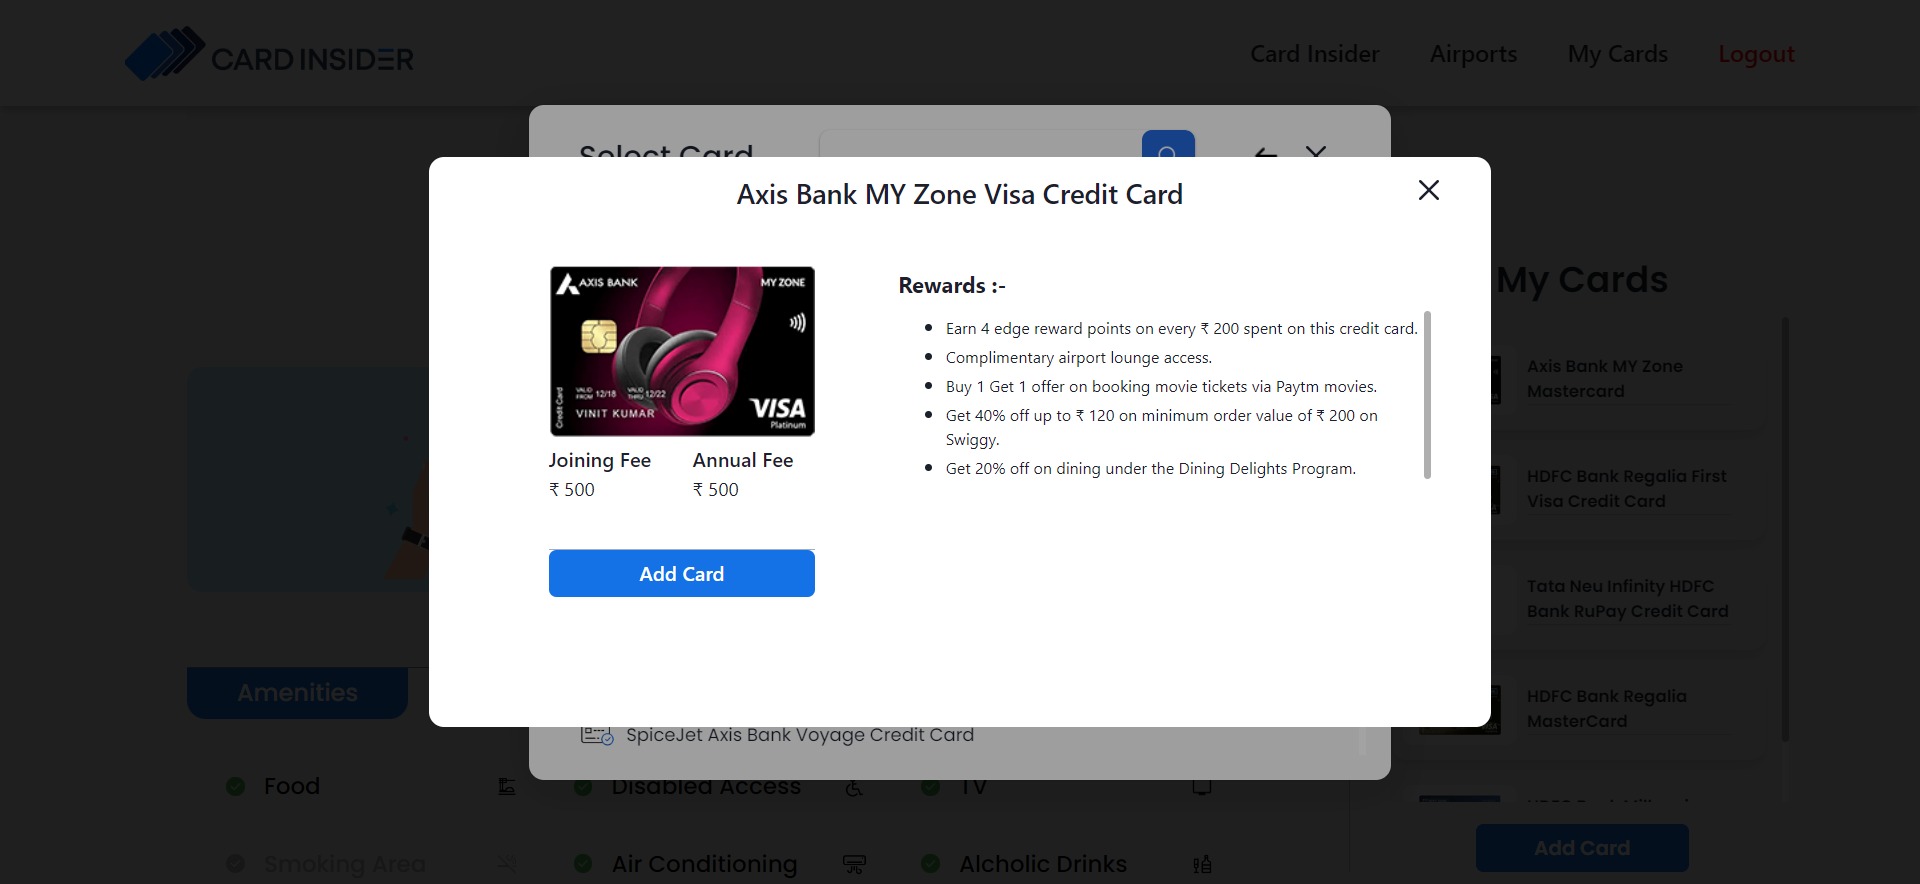 CARD INSIDER
Card Insider
Airports
My Cards
Logout
Select Card
Axis Bank MY Zone Visa Credit Card
AXIS BANK
MY ZONE
Credit Card
VALID FROM 12/18
VALID THRU 12/22
VINIT KUMAR
VISA
Platinum
Joining Fee
Annual Fee
₹ 500
₹ 500
Add Card
Rewards :-
Earn 4 edge reward points on every ₹ 200 spent on this credit card.
Complimentary airport lounge access.
Buy 1 Get 1 offer on booking movie tickets via Paytm movies.
Get 40% off up to ₹ 120 on minimum order value of ₹ 200 on
Swiggy.
Get 20% off on dining under the Dining Delights Program.
SpiceJet Axis Bank Voyage Credit Card
My Cards
Axis Bank MY Zone
Mastercard
HDFC Bank Regalia First
Visa Credit Card
Tata Neu Infinity HDFC
Bank RuPay Credit Card
HDFC Bank Regalia
MasterCard
Add Card
Amenities
Food
Disabled Access
TV
Smoking Area
Air Conditioning
Alcholic Drinks